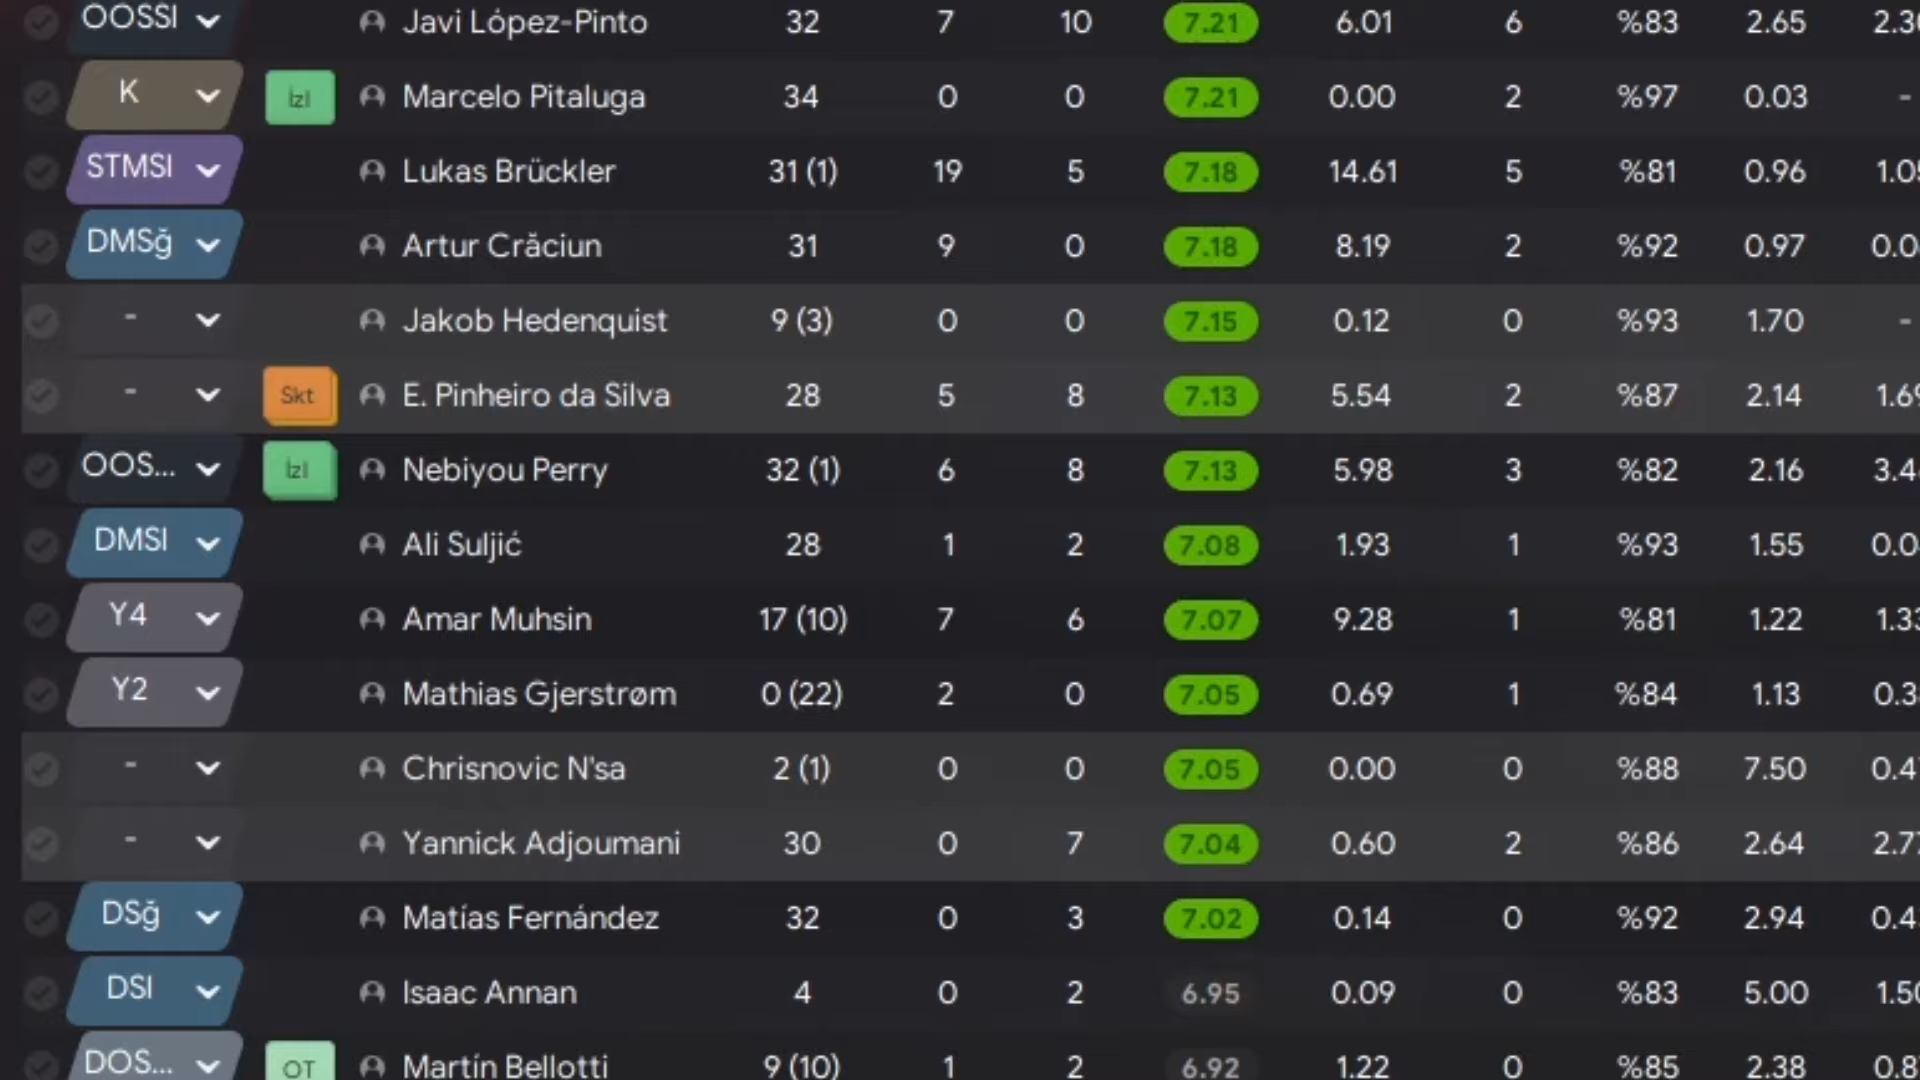 OOSSl Javi López-Pinto 32 7 10 7.21 6.01 6 %83 2.65
K İzl Marcelo Pitaluga 34 0 0 7.21 0.00 2 %97 0.03 -
STMSl Lukas Brückler 31 (1) 19 5 7.18 14.61 5 %81 0.96
DMSğ Artur Crăciun 31 9 0 7.18 8.19 2 %92 0.97
- Jakob Hedenquist 9 (3) 0 0 7.15 0.12 0 %93 1.70 -
- Skt E. Pinheiro da Silva 28 5 8 7.13 5.54 2 %87 2.14
OOS... İzl Nebiyou Perry 32 (1) 6 8 7.13 5.98 3 %82 2.16
DMSl Ali Suljić 28 1 2 7.08 1.93 1 %93 1.55
Y4 Amar Muhsin 17 (10) 7 6 7.07 9.28 1 %81 1.22
Y2 Mathias Gjerstrøm 0 (22) 2 0 7.05 0.69 1 %84 1.13
- Chrisnovic N'sa 2 (1) 0 0 7.05 0.00 0 %88 7.50
- Yannick Adjoumani 30 0 7 7.04 0.60 2 %86 2.64
DSğ Matías Fernández 32 0 3 7.02 0.14 0 %92 2.94
DSl Isaac Annan 4 0 2 6.95 0.09 0 %83 5.00
DOS... OT Martín Bellotti 9 (10) 1 2 6.92 1.22 0 %85 2.38